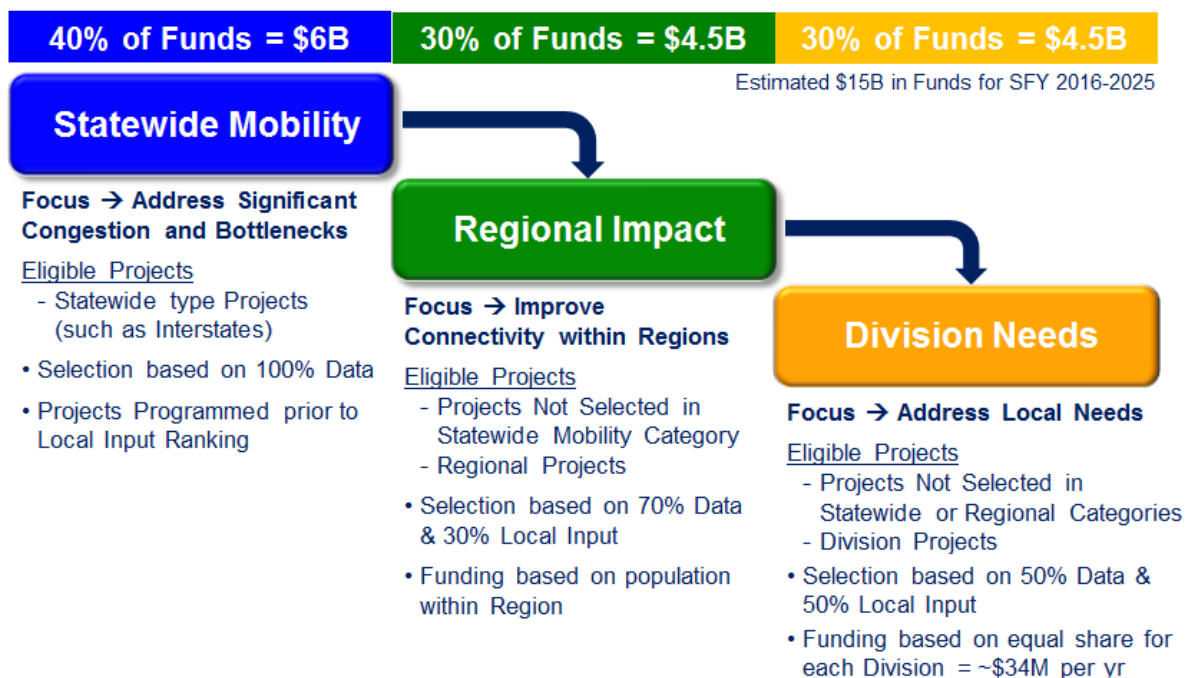 40% of Funds = $6B
30% of Funds = $4.5B
30% of Funds = $4.5B
Estimated $15B in Funds for SFY 2016-2025
Statewide Mobility
Focus → Address Significant
Congestion and Bottlenecks
Eligible Projects
- Statewide type Projects
(such as Interstates)
• Selection based on 100% Data
• Projects Programmed prior to
Local Input Ranking
Regional Impact
Focus → Improve
Connectivity within Regions
Eligible Projects
- Projects Not Selected in
Statewide Mobility Category
- Regional Projects
• Selection based on 70% Data
& 30% Local Input
• Funding based on population
within Region
Division Needs
Focus → Address Local Needs
Eligible Projects
- Projects Not Selected in
Statewide or Regional Categories
- Division Projects
• Selection based on 50% Data &
50% Local Input
• Funding based on equal share for
each Division = ~$34M per yr